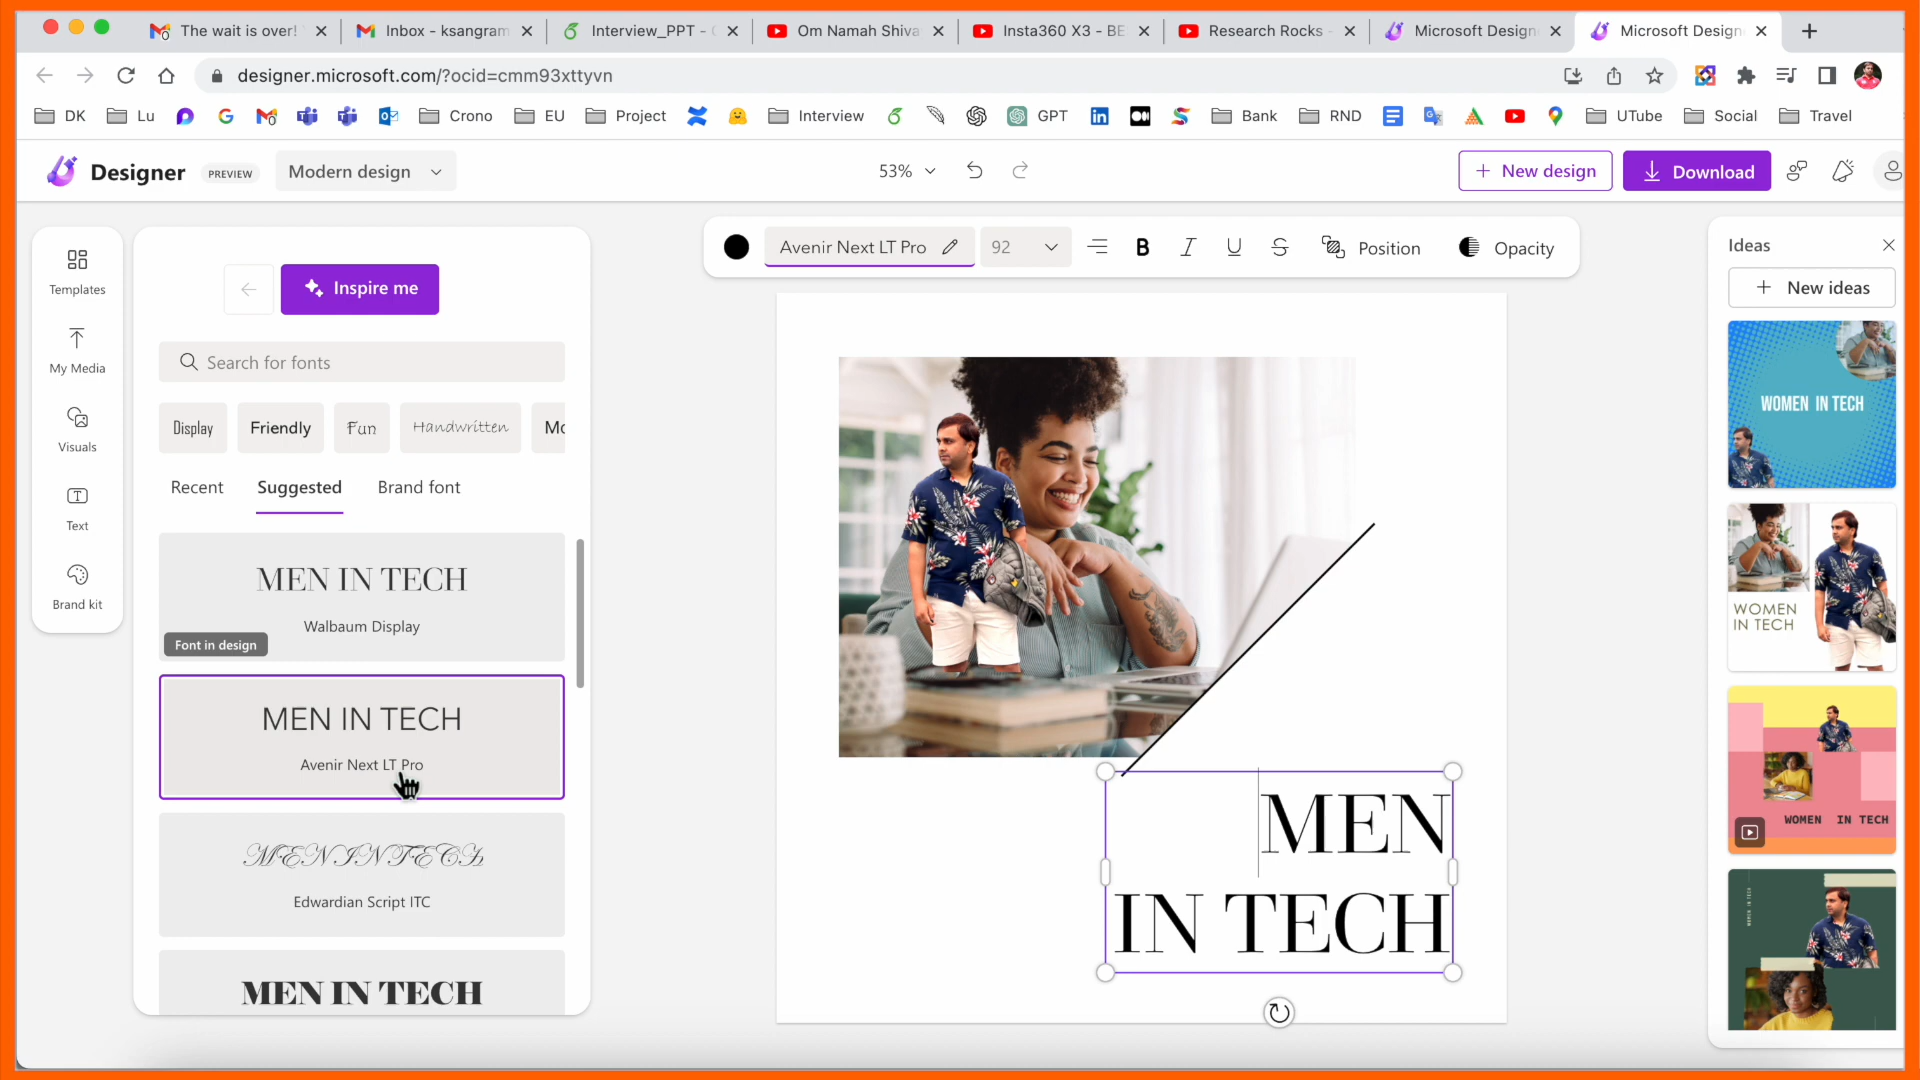 The wait is over!
Inbox - ksangram
Interview_PPT -
Om Namah Shiva
Insta360 X3 - BE
Research Rocks -
Microsoft Design
Microsoft Design
designer.microsoft.com/?ocid=cmm93xttyvn
DK
Lu
Crono
EU
Project
Interview
GPT
Bank
RND
UTube
Social
Travel
Designer
PREVIEW
Modern design
53%
New design
Download
Templates
My Media
Visuals
Text
Brand kit
Inspire me
Search for fonts
Display
Friendly
Fun
Handwritten
Mo
Recent
Suggested
Brand font
MEN IN TECH
Walbaum Display
Font in design
MEN IN TECH
Avenir Next LT Pro
MEN IN TECH
Edwardian Script ITC
MEN IN TECH
Avenir Next LT Pro
92
B
I
U
S
Position
Opacity
MEN
IN TECH
Ideas
New ideas
WOMEN IN TECH
WOMEN
IN TECH
WOMEN IN TECH